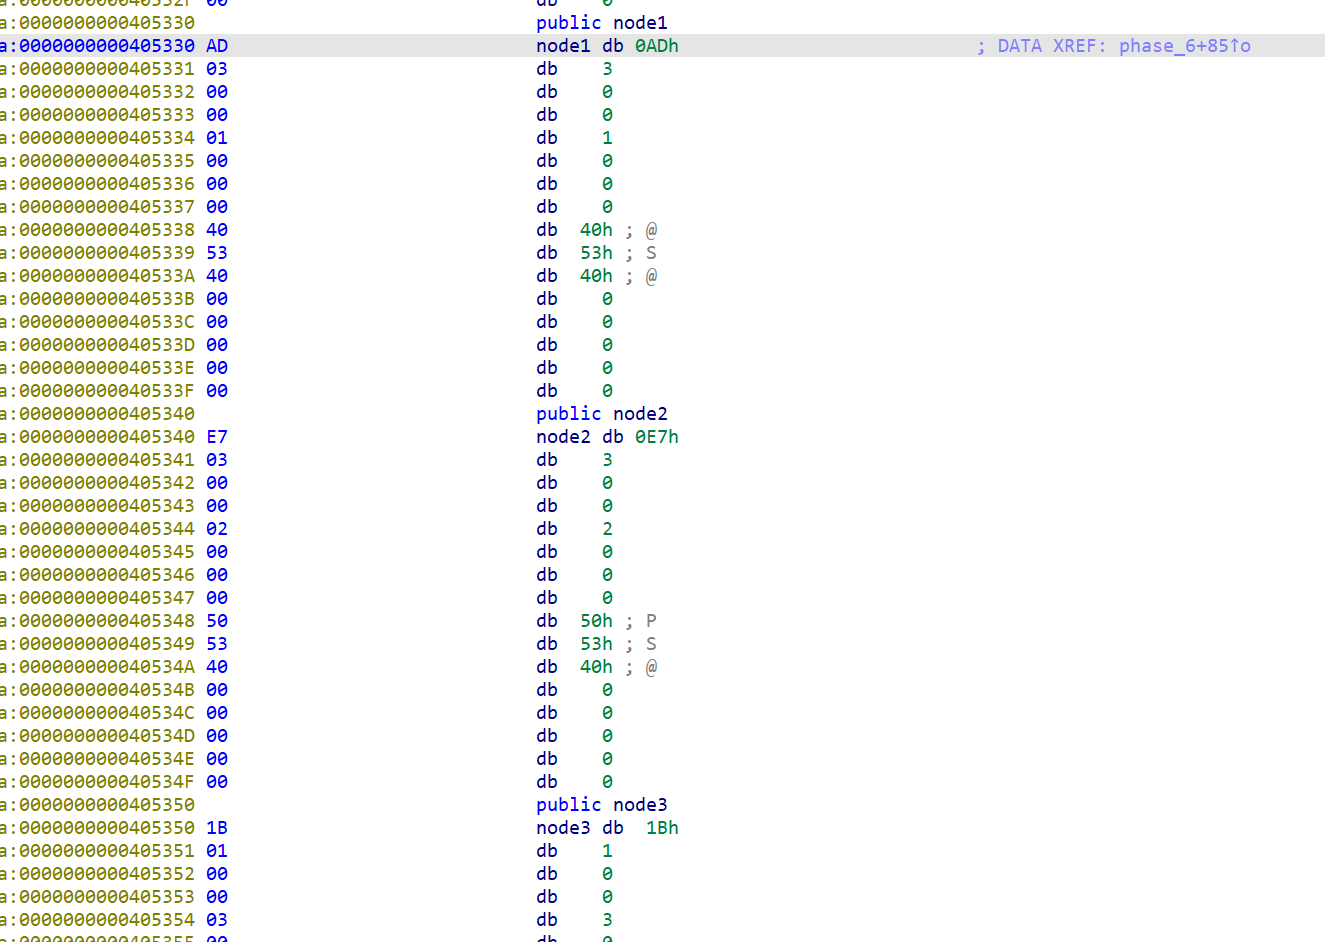 a:0000000000405330 public node1
a:0000000000405330 AD node1 db 0ADh ; DATA XREF: phase_6+85↑o
a:0000000000405331 03 db 3
a:0000000000405332 00 db 0
a:0000000000405333 00 db 0
a:0000000000405334 01 db 1
a:0000000000405335 00 db 0
a:0000000000405336 00 db 0
a:0000000000405337 00 db 0
a:0000000000405338 40 db 40h ; @
a:0000000000405339 53 db 53h ; S
a:000000000040533A 40 db 40h ; @
a:000000000040533B 00 db 0
a:000000000040533C 00 db 0
a:000000000040533D 00 db 0
a:000000000040533E 00 db 0
a:000000000040533F 00 db 0
a:0000000000405340 public node2
a:0000000000405340 E7 node2 db 0E7h
a:0000000000405341 03 db 3
a:0000000000405342 00 db 0
a:0000000000405343 00 db 0
a:0000000000405344 02 db 2
a:0000000000405345 00 db 0
a:0000000000405346 00 db 0
a:0000000000405347 00 db 0
a:0000000000405348 50 db 50h ; P
a:0000000000405349 53 db 53h ; S
a:000000000040534A 40 db 40h ; @
a:000000000040534B 00 db 0
a:000000000040534C 00 db 0
a:000000000040534D 00 db 0
a:000000000040534E 00 db 0
a:000000000040534F 00 db 0
a:0000000000405350 public node3
a:0000000000405350 1B node3 db 1Bh
a:0000000000405351 01 db 1
a:0000000000405352 00 db 0
a:0000000000405353 00 db 0
a:0000000000405354 03 db 3